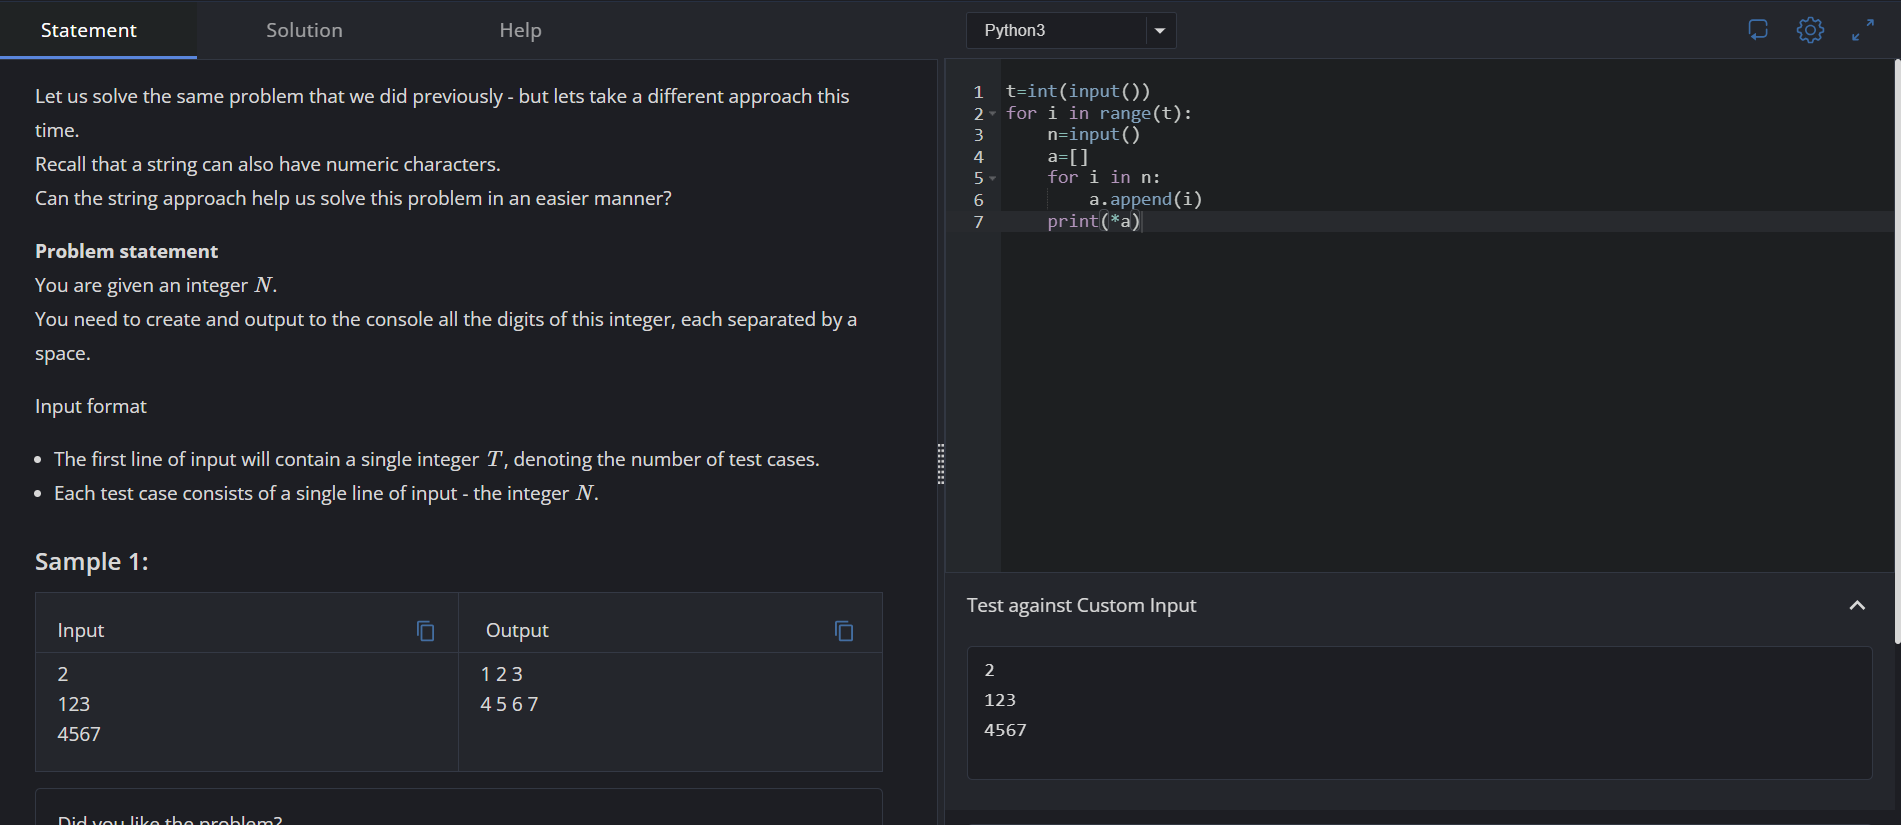 Statement
Solution
Help
Let us solve the same problem that we did previously - but lets take a different approach this
time.
Recall that a string can also have numeric characters.
Can the string approach help us solve this problem in an easier manner?
Problem statement
You are given an integer N.
You need to create and output to the console all the digits of this integer, each separated by a
space.
Input format
• The first line of input will contain a single integer T, denoting the number of test cases.
• Each test case consists of a single line of input - the integer N.
Sample 1:
Input
Output
2
123
4567
1 2 3
4 5 6 7
Did you like the problem?
Python3
1 t=int(input())
2 for i in range(t):
3     n=input()
4     a=[]
5     for i in n:
6         a.append(i)
7     print(*a)
Test against Custom Input
2
123
4567